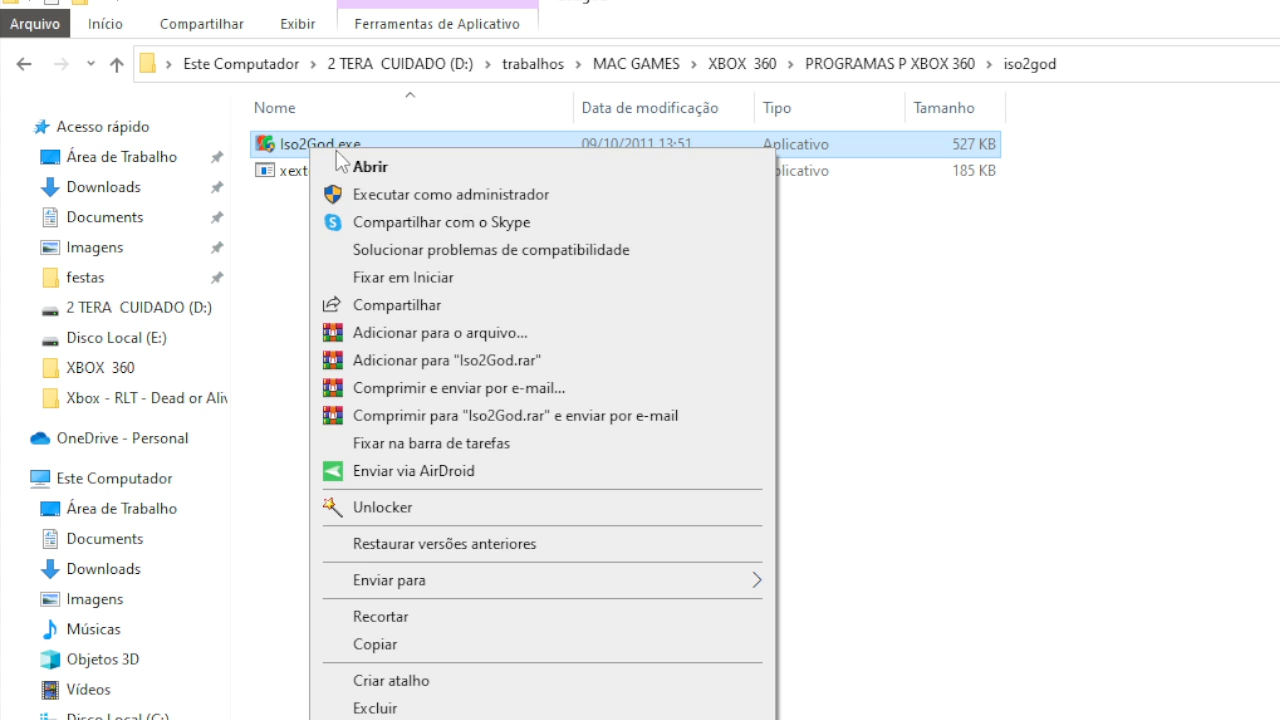 Arquivo Início Compartilhar Exibir Ferramentas de Aplicativo
Este Computador > 2 TERA CUIDADO (D:) > trabalhos > MAC GAMES > XBOX 360 > PROGRAMAS P XBOX 360 > iso2god
Nome Data de modificação Tipo Tamanho
Iso2God.exe 09/10/2011 13:51 Aplicativo 527 KB
185 KB
Acesso rápido
Área de Trabalho
Downloads
Documents
Imagens
festas
2 TERA CUIDADO (D:)
Disco Local (E:)
XBOX 360
Xbox - RLT - Dead or Aliv
OneDrive - Personal
Este Computador
Área de Trabalho
Documents
Downloads
Imagens
Músicas
Objetos 3D
Vídeos
Disco Local (C:)
Abrir
Executar como administrador
Compartilhar com o Skype
Solucionar problemas de compatibilidade
Fixar em Iniciar
Compartilhar
Adicionar para o arquivo...
Adicionar para "Iso2God.rar"
Comprimir e enviar por e-mail...
Comprimir para "Iso2God.rar" e enviar por e-mail
Fixar na barra de tarefas
Enviar via AirDroid
Unlocker
Restaurar versões anteriores
Enviar para
Recortar
Copiar
Criar atalho
Excluir